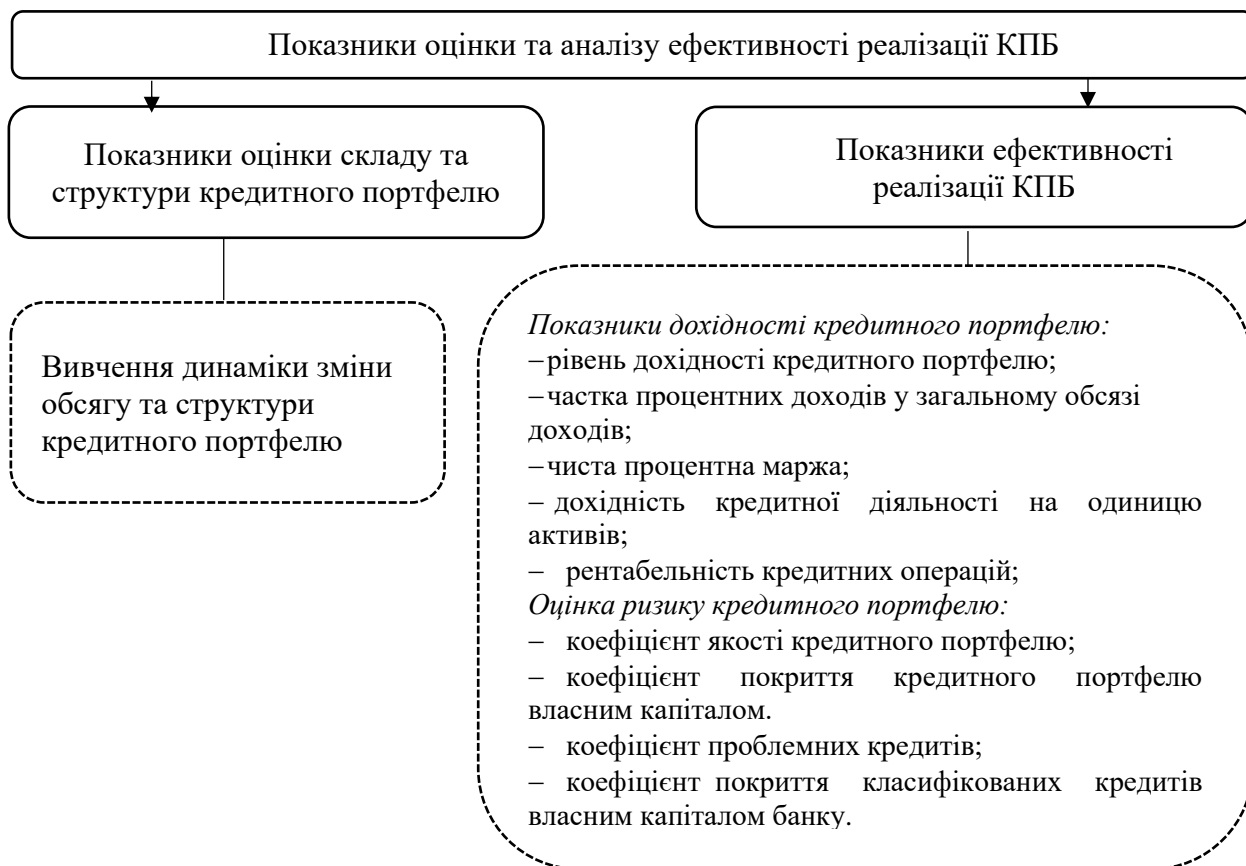 Показники оцінки та аналізу ефективності реалізації КПБ
Показники оцінки складу та
структури кредитного портфелю
Показники ефективності
реалізації КПБ
Вивчення динаміки зміни
обсягу та структури
кредитного портфелю
Показники дохідності кредитного портфелю:
–рівень дохідності кредитного портфелю;
–частка процентних доходів у загальному обсязі
доходів;
–чиста процентна маржа;
– дохідність кредитної діяльності на одиницю
активів;
– рентабельність кредитних операцій;
Оцінка ризику кредитного портфелю:
– коефіцієнт якості кредитного портфелю;
– коефіцієнт покриття кредитного портфелю
власним капіталом.
– коефіцієнт проблемних кредитів;
– коефіцієнт покриття класифікованих кредитів
власним капіталом банку.